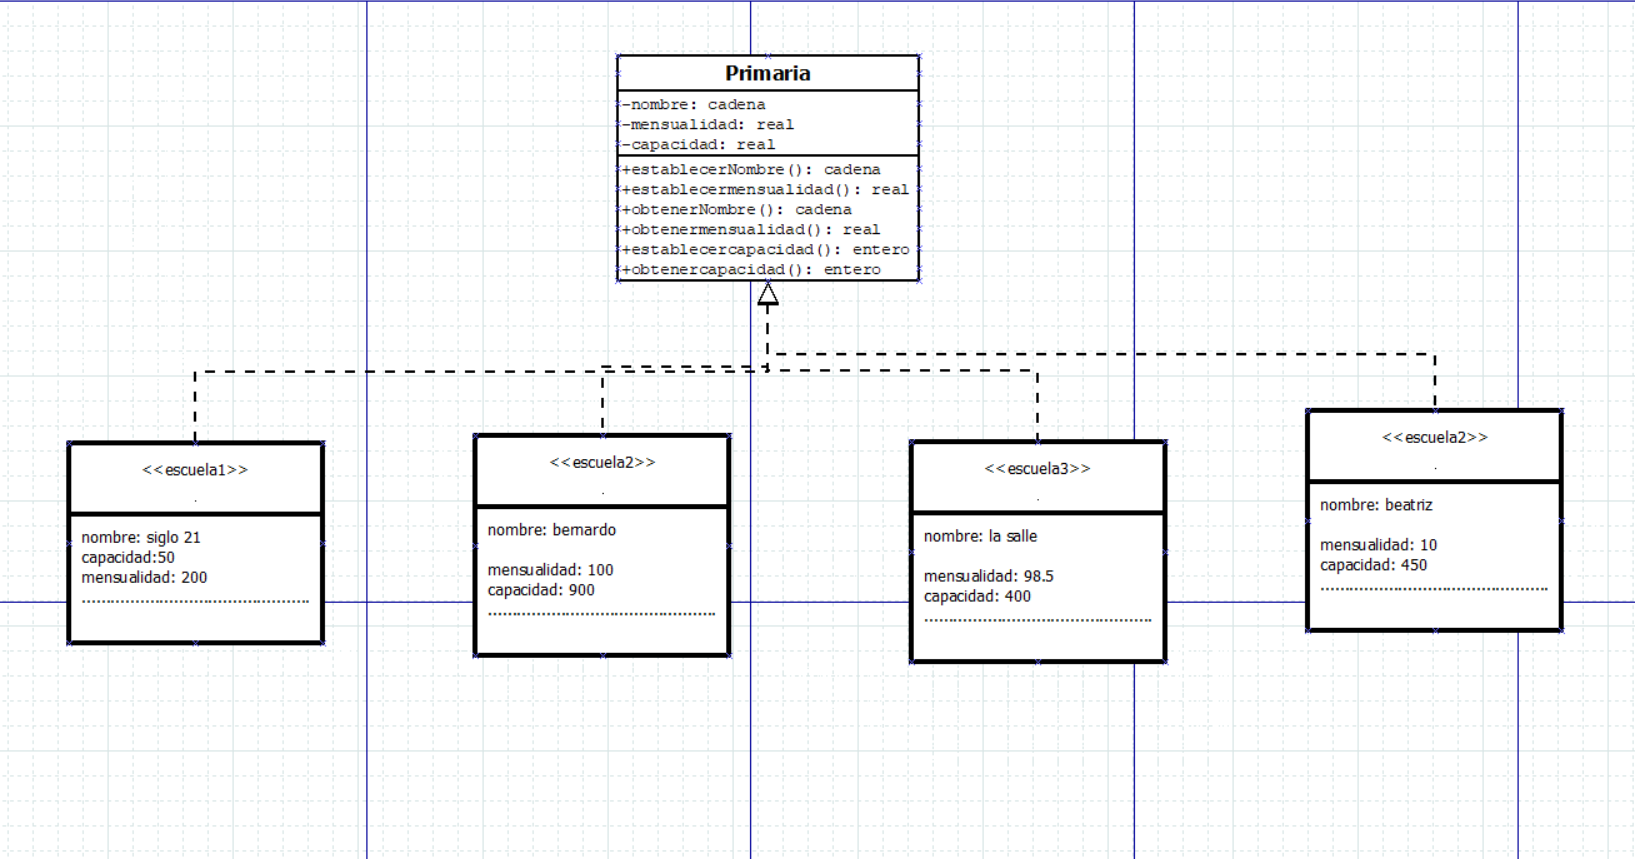 Primaria
-nombre: cadena
-mensualidad: real
-capacidad: real
+establecerNombre(): cadena
+establecermensualidad(): real
+obtenerNombre(): cadena
+obtenermensualidad(): real
+establecercapacidad(): entero
+obtenercapacidad(): entero
<<escuela1>>
.
nombre: siglo 21
capacidad:50
mensualidad: 200
<<escuela2>>
.
nombre: bernardo
mensualidad: 100
capacidad: 900
<<escuela3>>
.
nombre: la salle
mensualidad: 98.5
capacidad: 400
<<escuela2>>
.
nombre: beatriz
mensualidad: 10
capacidad: 450